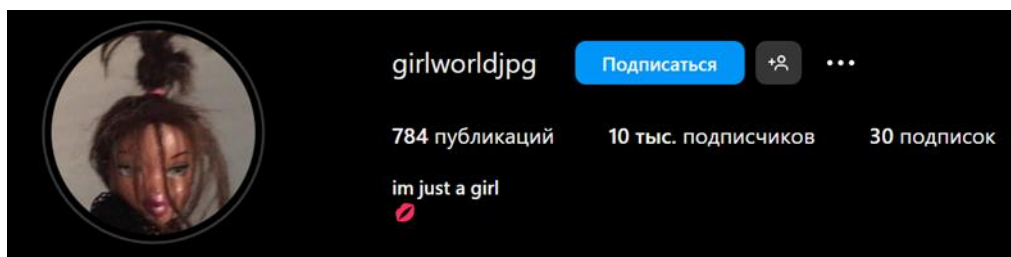 girlworldjpg Подписаться
784 публикаций 10 тыс. подписчиков 30 подписок
im just a girl
💋